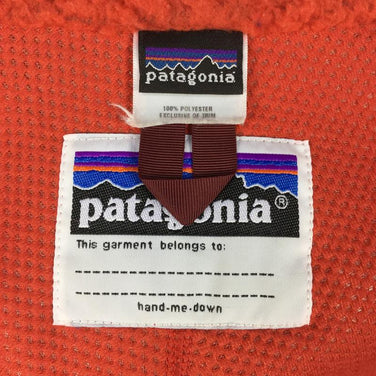 patagonia
100% POLYESTER
EXCLUSIVE OF TRIM
patagonia®
This garment belongs to:
hand-me-down